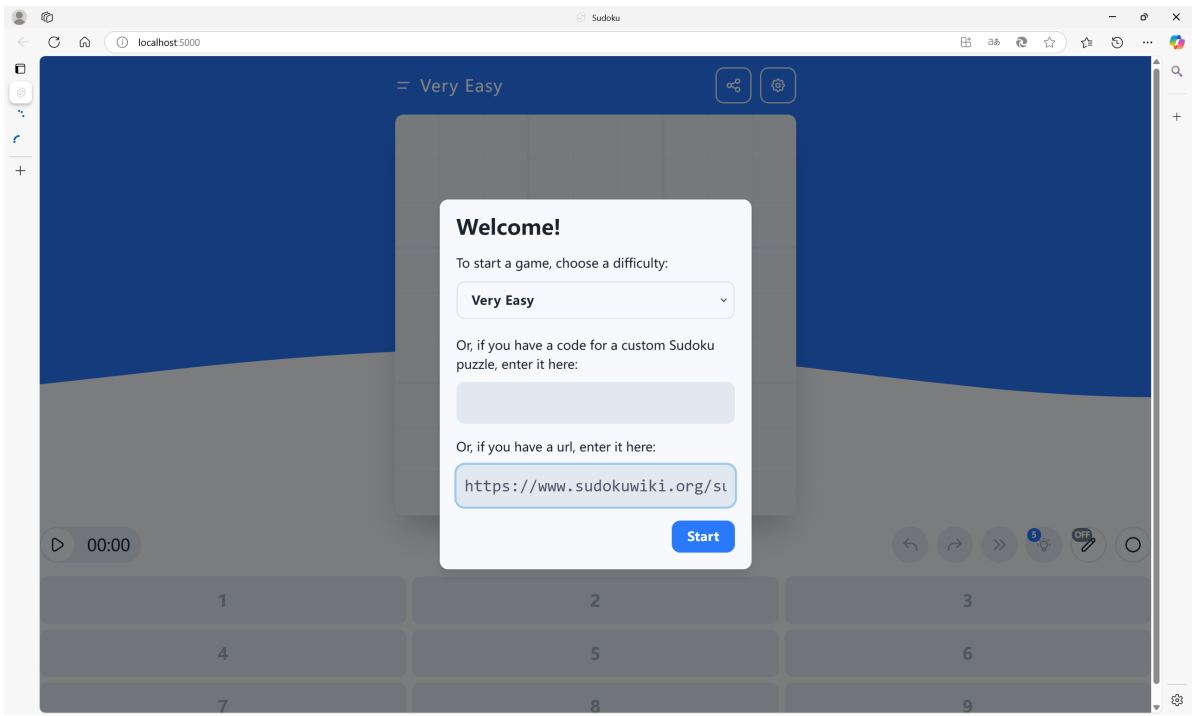 Sudoku
localhost:5000
Very Easy
Welcome!
To start a game, choose a difficulty:
Very Easy
Or, if you have a code for a custom Sudoku
puzzle, enter it here:
Or, if you have a url, enter it here:
https://www.sudokuwiki.org/su
Start
00:00
5
OFF
1 2 3
4 5 6
7 8 9